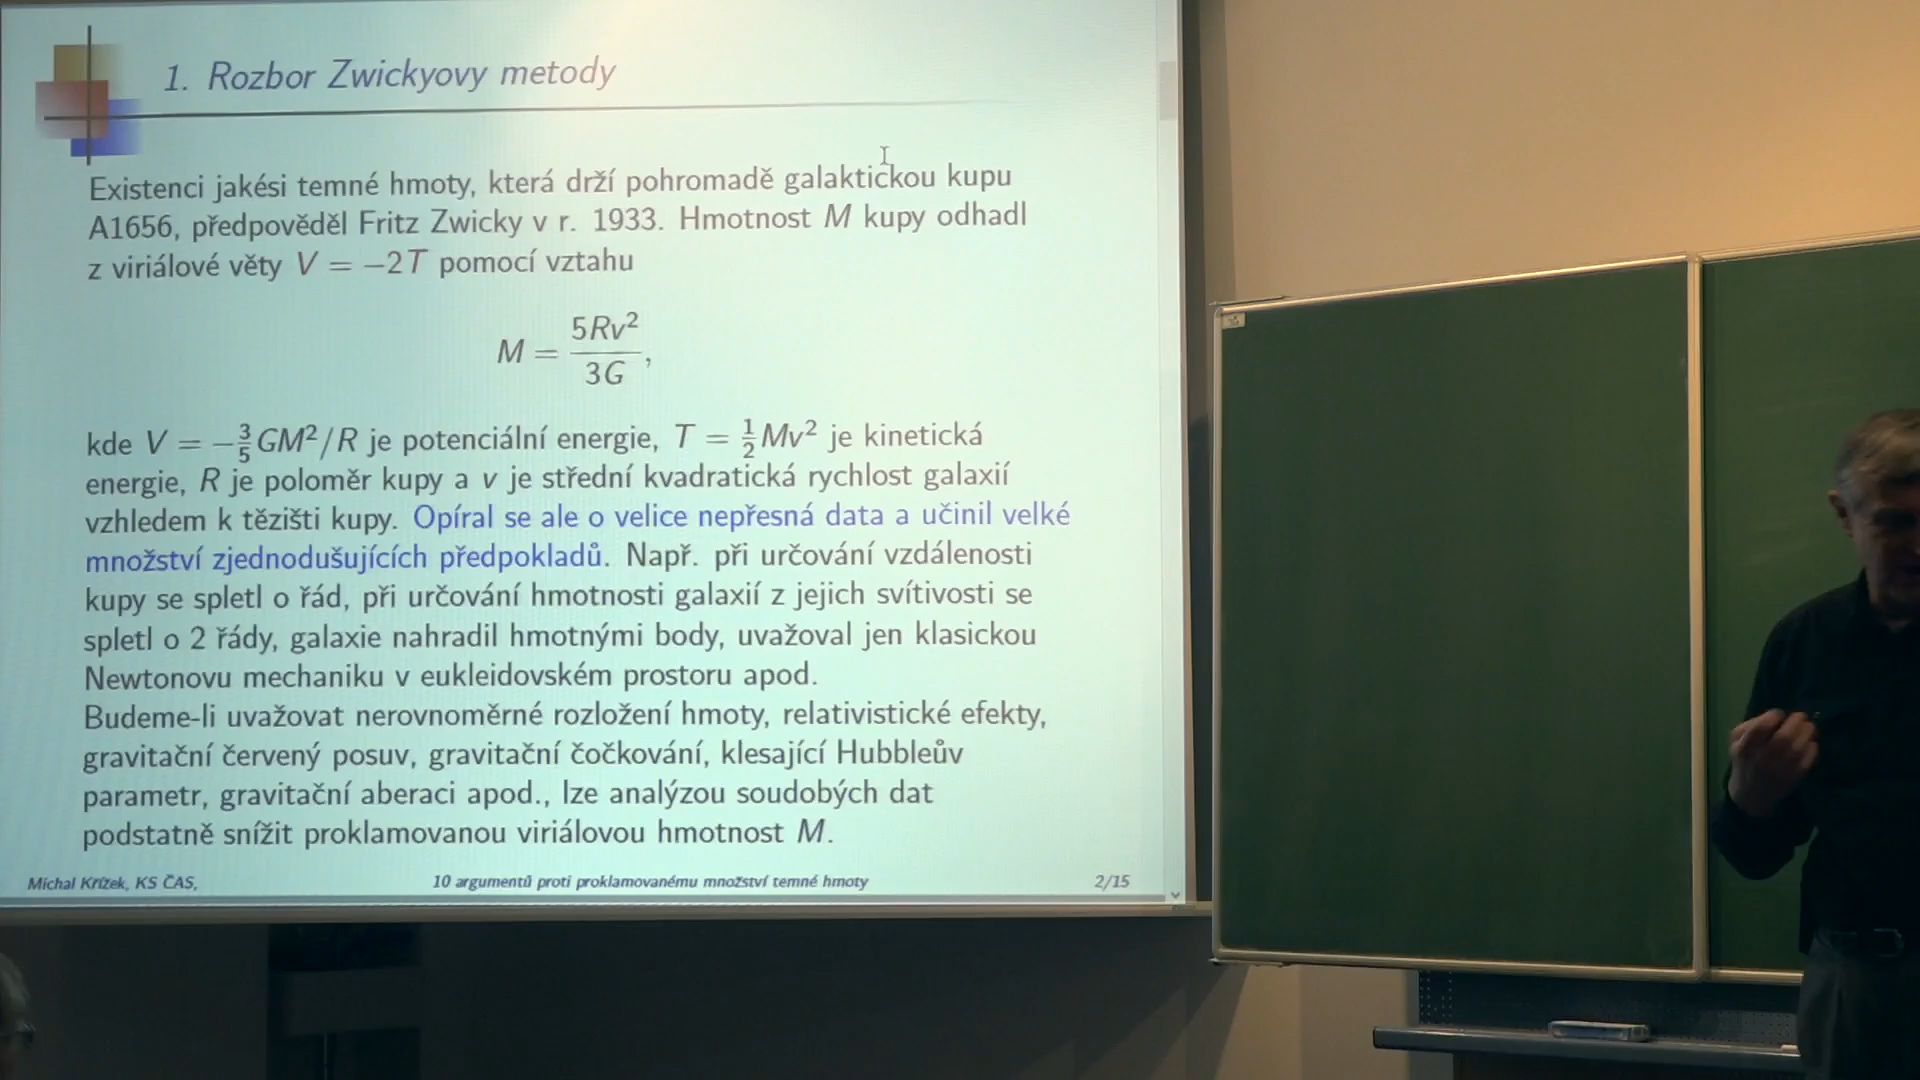 1. Rozbor Zwickyovy metody
Existenci jakési temné hmoty, která drží pohromadě galaktickou kupu
A1656, předpověděl Fritz Zwicky v r. 1933. Hmotnost M kupy odhadl
z viriálové věty V = −2T pomocí vztahu
M = 5Rv²/3G,
kde V = −3/5 GM²/R je potenciální energie, T = 1/2 Mv² je kinetická
energie, R je poloměr kupy a v je střední kvadratická rychlost galaxií
vzhledem k těžišti kupy. Opíral se ale o velice nepřesná data a učinil velké
množství zjednodušujících předpokladů. Např. při určování vzdálenosti
kupy se spletl o řád, při určování hmotnosti galaxií z jejich svítivosti se
spletl o 2 řády, galaxie nahradil hmotnými body, uvažoval jen klasickou
Newtonovu mechaniku v eukleidovském prostoru apod.
Budeme-li uvažovat nerovnoměrné rozložení hmoty, relativistické efekty,
gravitační červený posuv, gravitační čočkování, klesající Hubbleův
parametr, gravitační aberaci apod., lze analýzou soudobých dat
podstatně snížit proklamovanou viriálovou hmotnost M.
Michal Křížek, KS ČAS,
10 argumentů proti proklamovanému množství temné hmoty
2/15